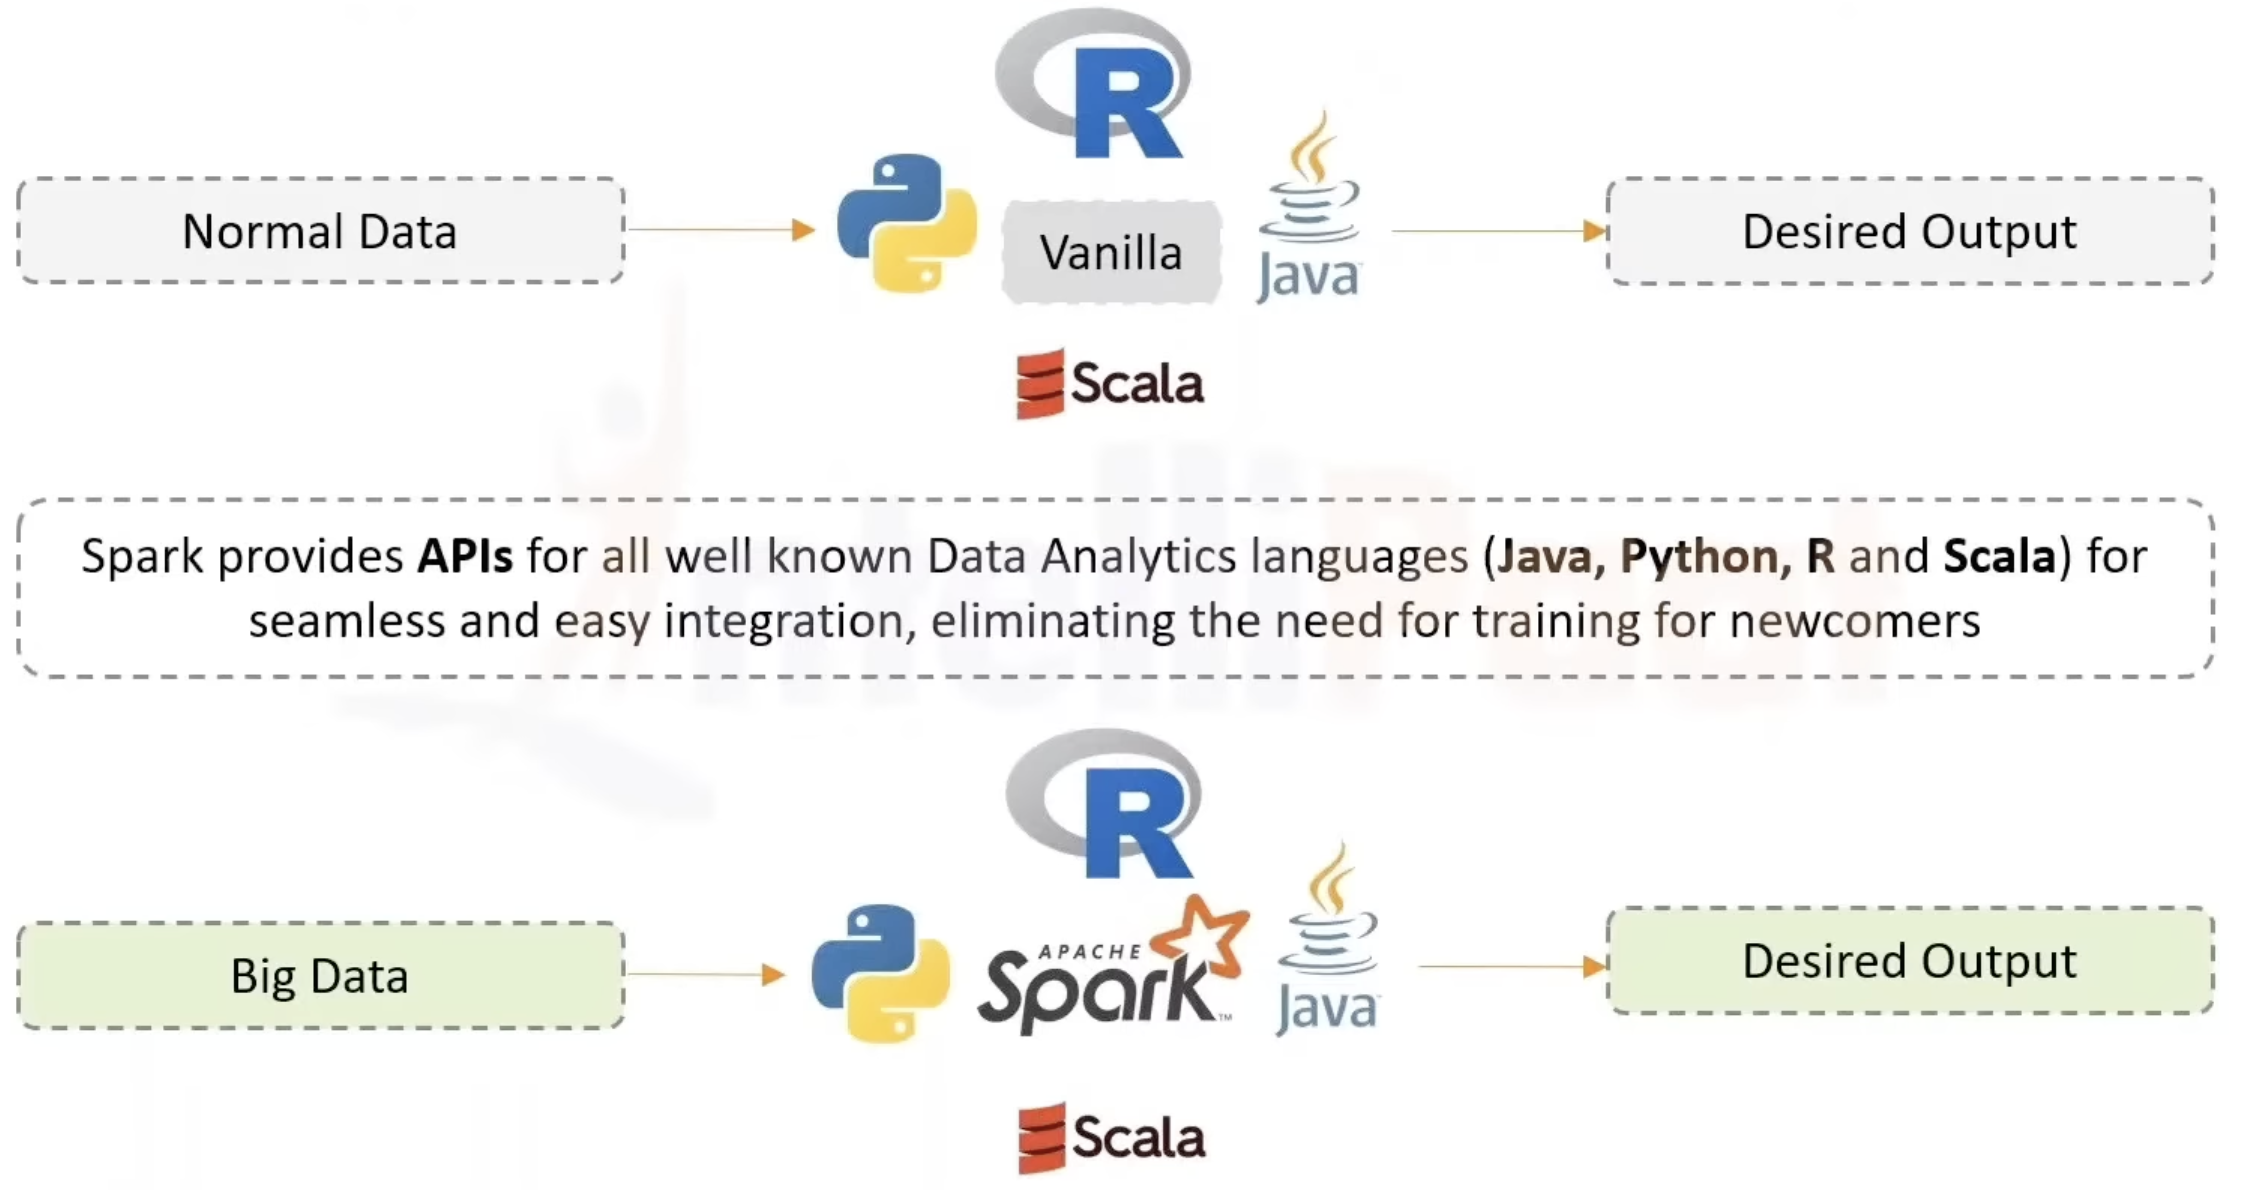 R
Normal Data
Vanilla
Java
Desired Output
Scala
Spark provides APIs for all well known Data Analytics languages (Java, Python, R and Scala) for
seamless and easy integration, eliminating the need for training for newcomers
IntelliPaat
R
Big Data
APACHE
Spark™
Java
Desired Output
Scala